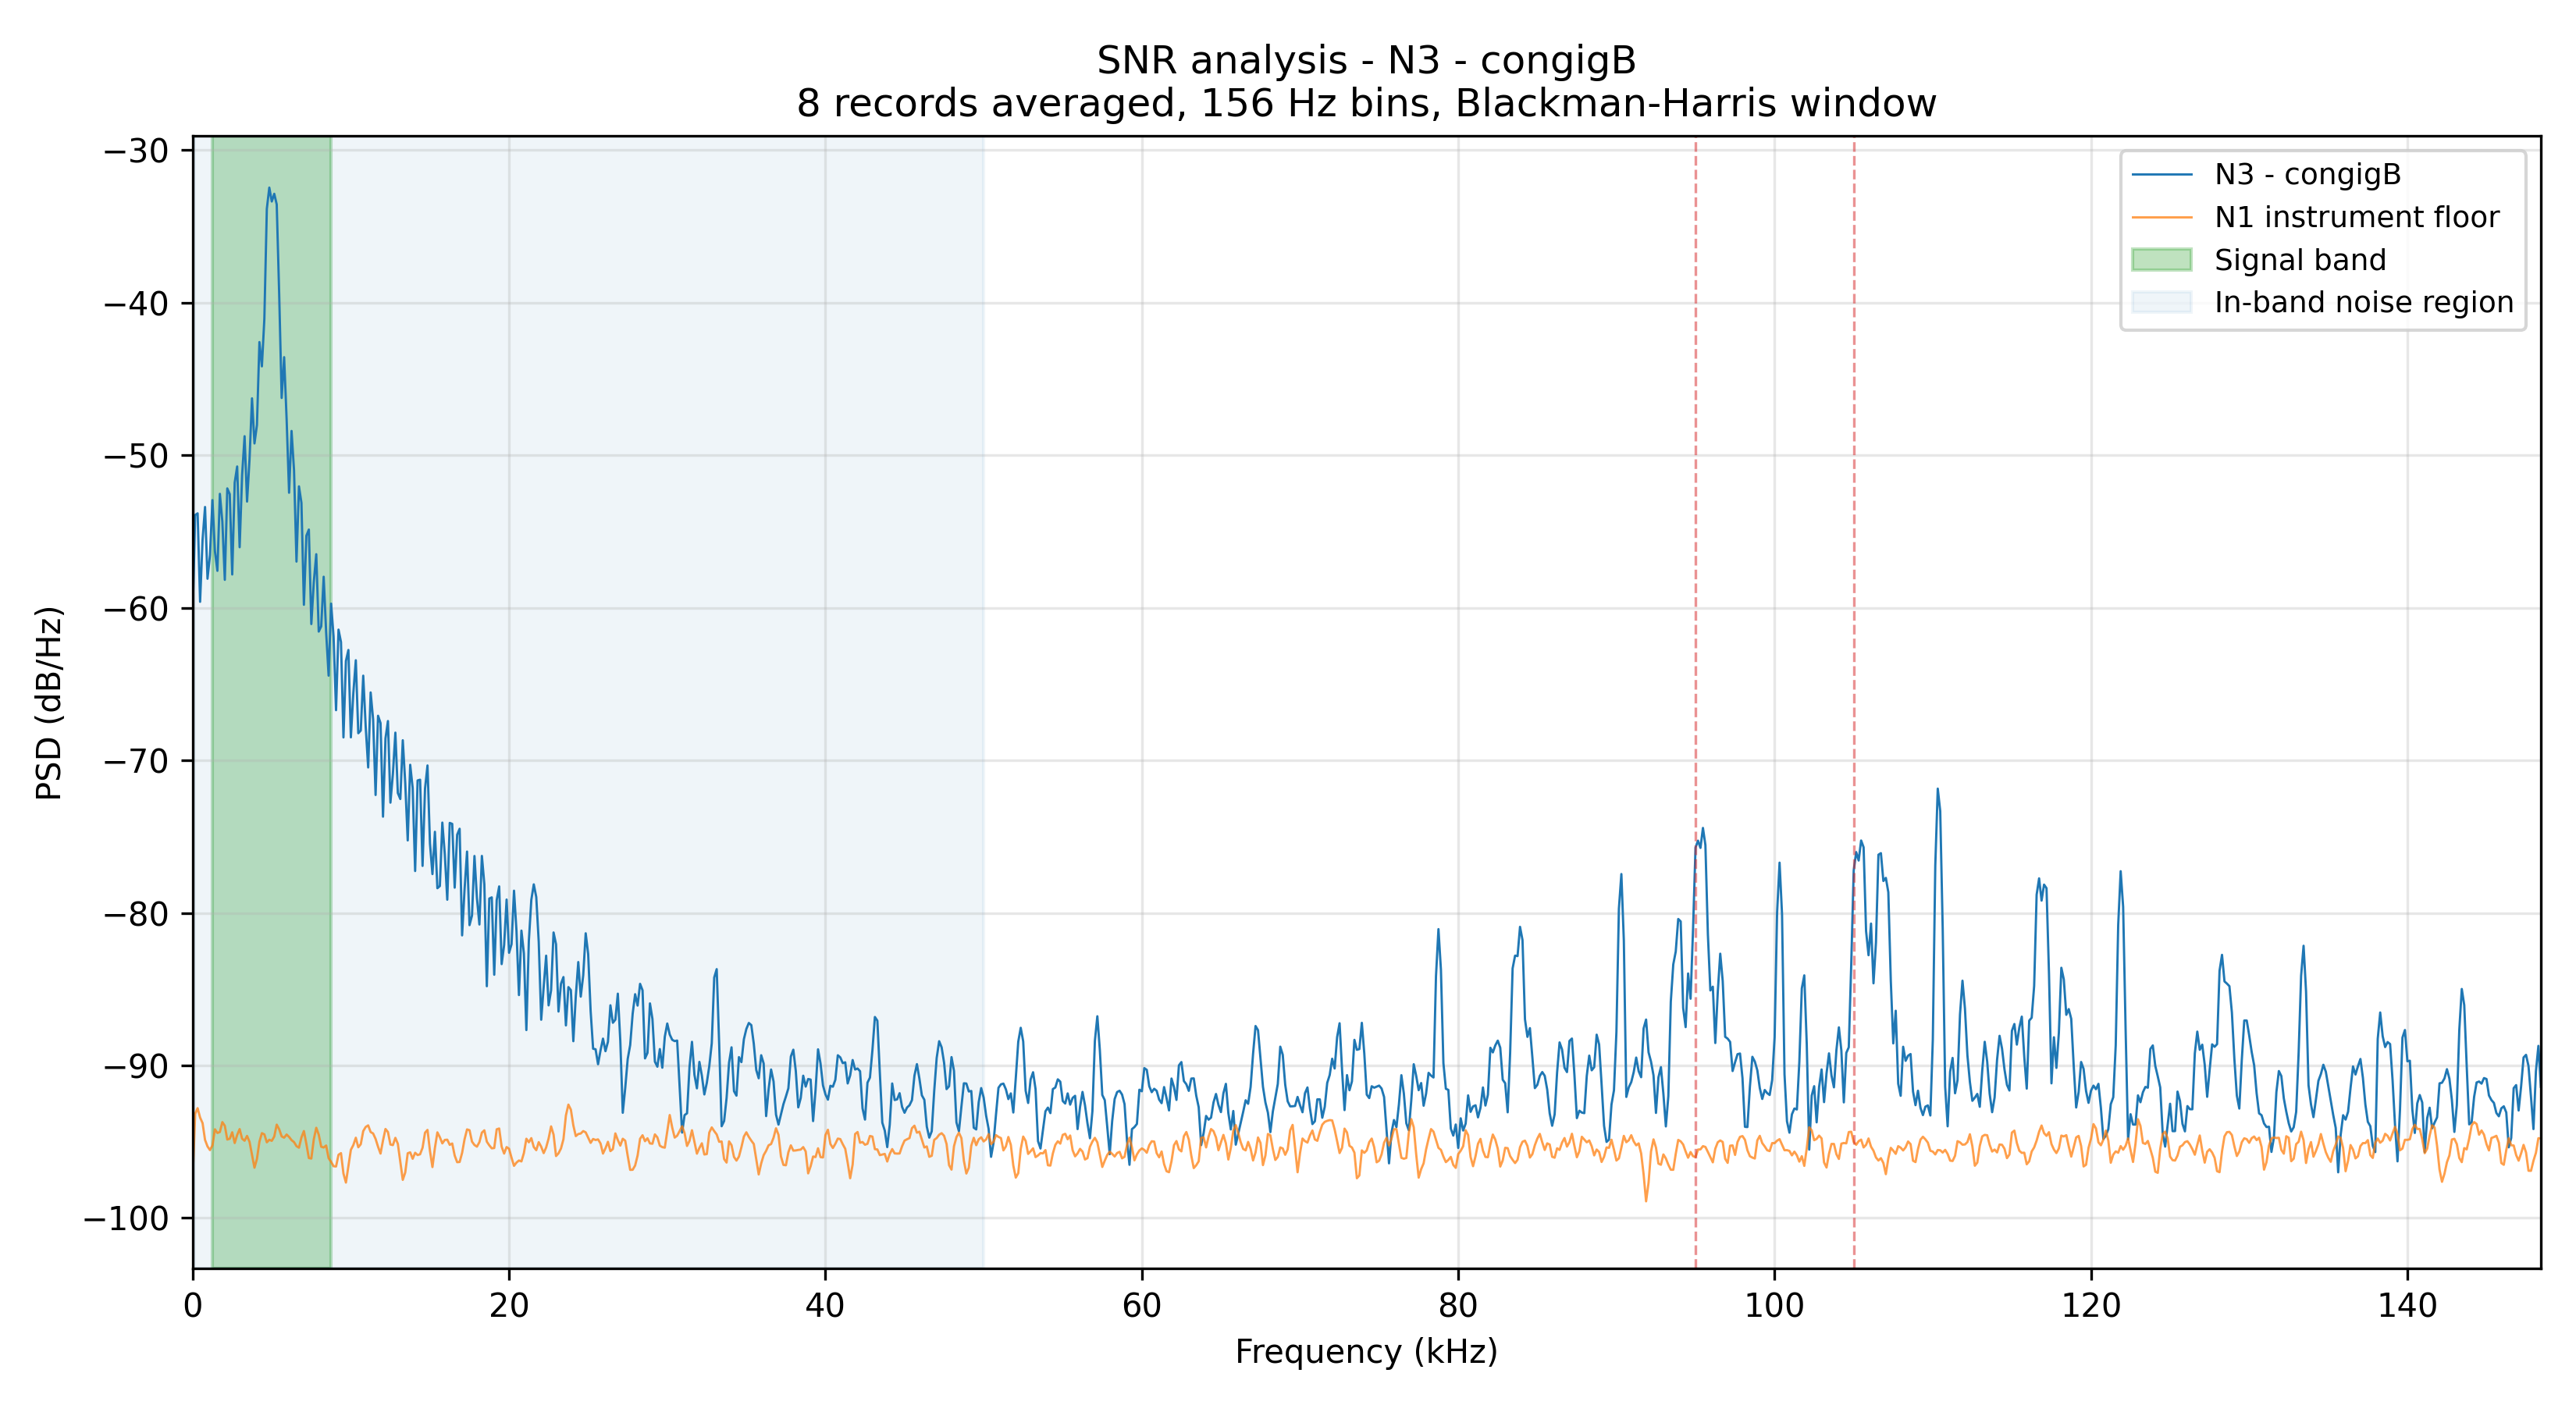 SNR analysis - N3 - congigB
8 records averaged, 156 Hz bins, Blackman-Harris window
PSD (dB/Hz)
−30
−40
−50
−60
−70
−80
−90
−100
N3 - congigB
N1 instrument floor
Signal band
In-band noise region
0 20 40 60 80 100 120 140
Frequency (kHz)